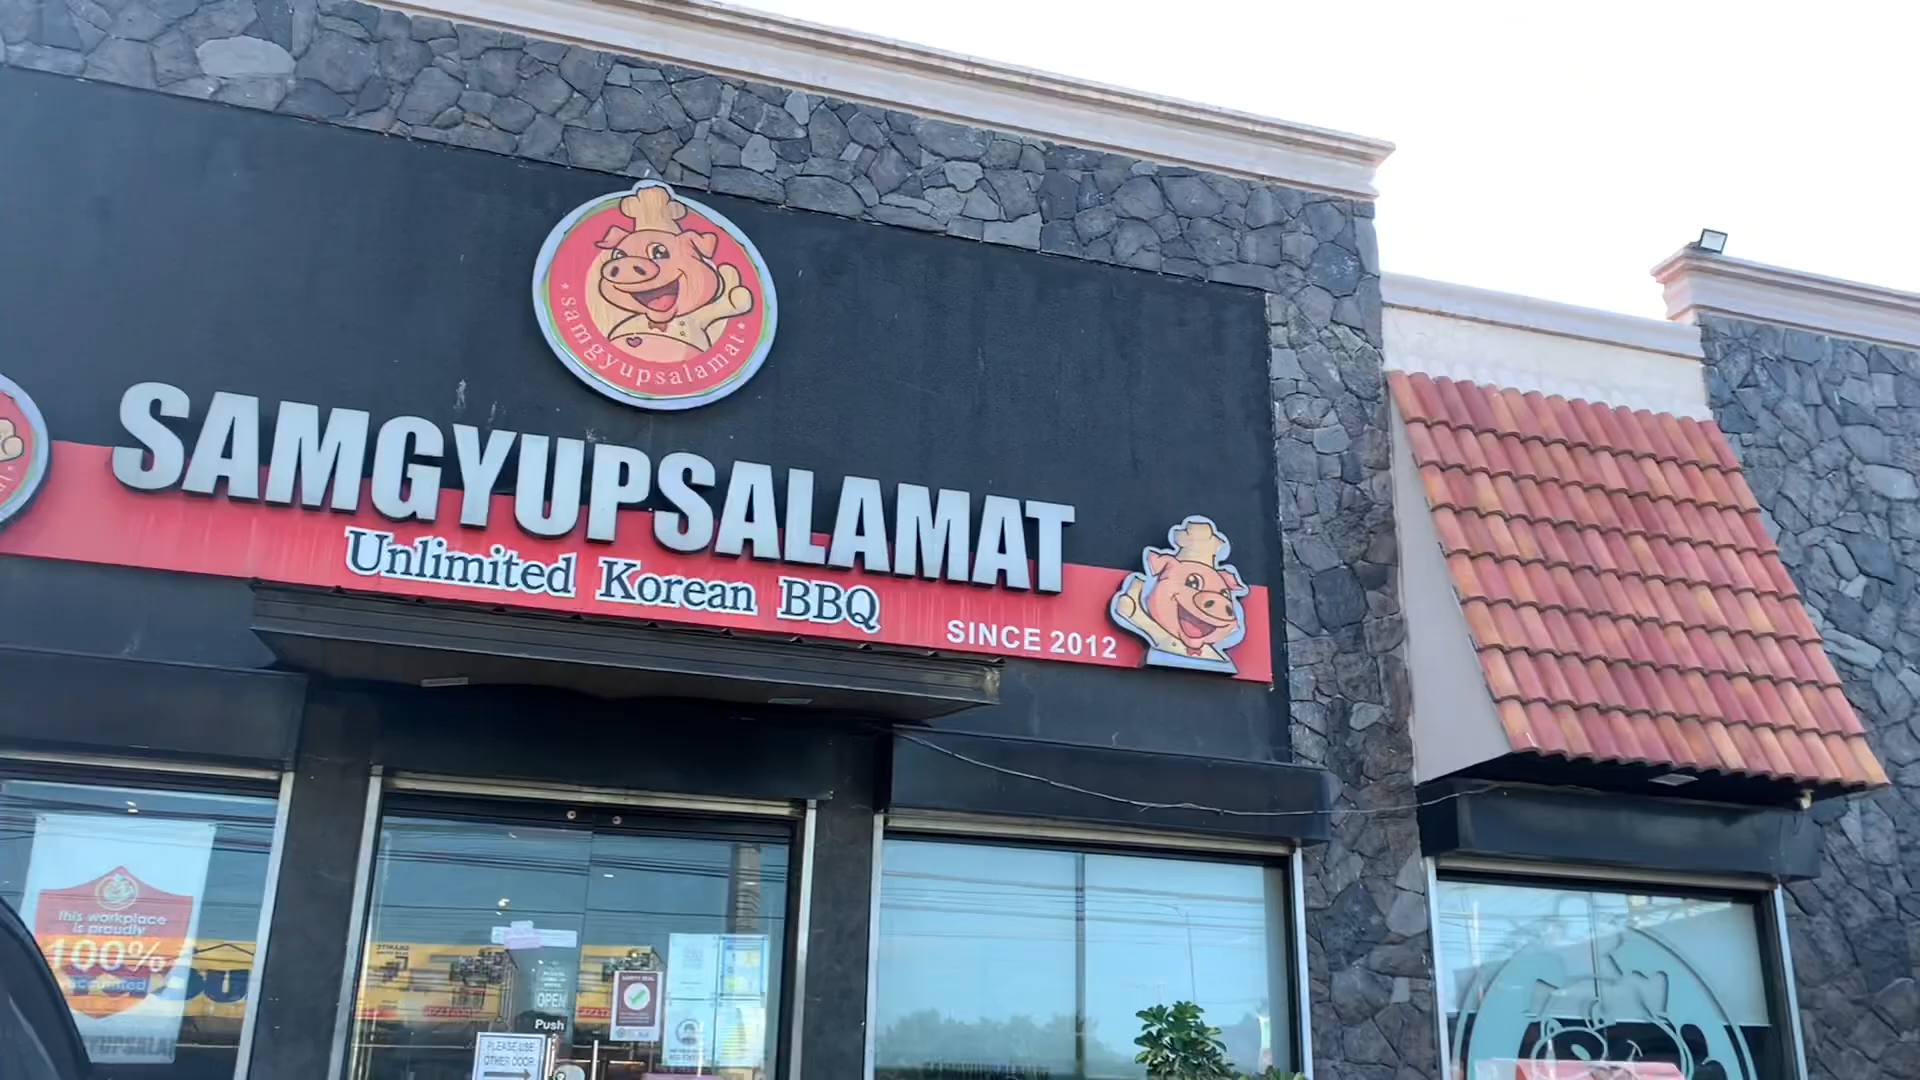 samgyupsalamat
SAMGYUPSALAMAT
Unlimited Korean BBQ
SINCE 2012
This workplace
is proudly
100%
OPEN
Push
PLEASE USE
OTHER DOOR